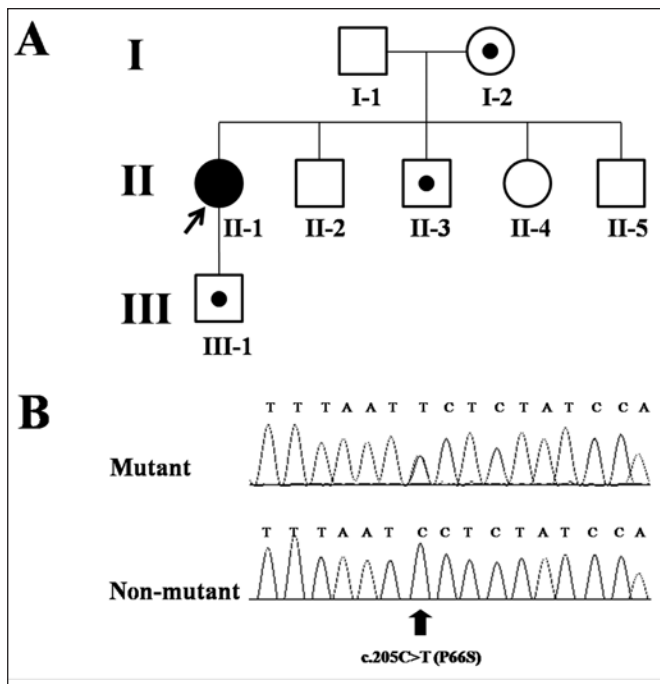 A
I
I-1 I-2
II
II-1 II-2 II-3 II-4 II-5
III
III-1
B
T T T A A T T C T C T A T C C A
Mutant
T T T A A T C C T C T A T C C A
Non-mutant
c.205C>T (P66S)